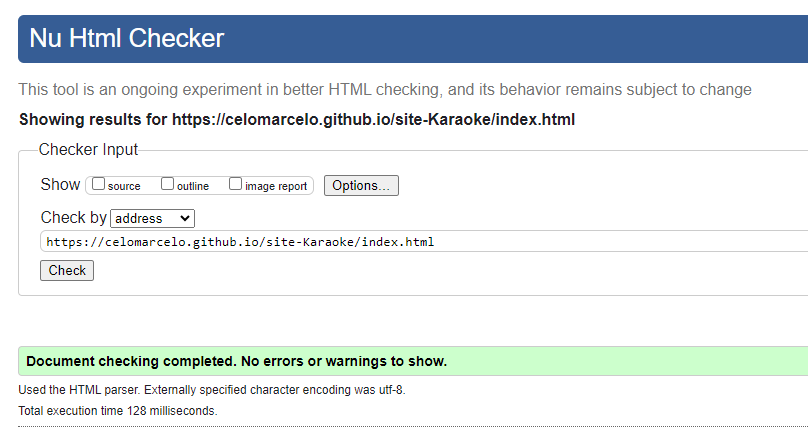 Nu Html Checker
This tool is an ongoing experiment in better HTML checking, and its behavior remains subject to change
Showing results for https://celomarcelo.github.io/site-Karaoke/index.html
Checker Input
Show source outline image report Options...
Check by address
https://celomarcelo.github.io/site-Karaoke/index.html
Check
Document checking completed. No errors or warnings to show.
Used the HTML parser. Externally specified character encoding was utf-8.
Total execution time 128 milliseconds.